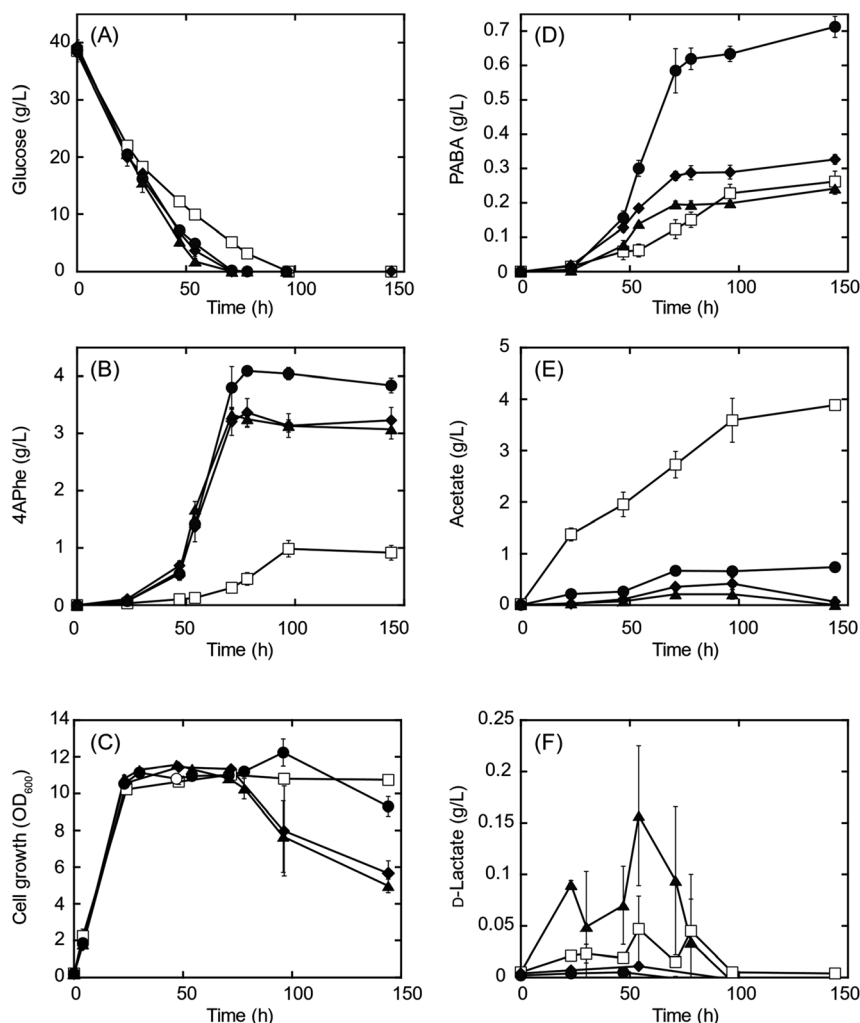 (A)
Glucose (g/L)
40
30
20
10
0
0 50 100 150
Time (h)
(D)
PABA (g/L)
0.7
0.6
0.5
0.4
0.3
0.2
0.1
0
0 50 100 150
Time (h)
(B)
4APhe (g/L)
4
3
2
1
0
0 50 100 150
Time (h)
(E)
Acetate (g/L)
5
4
3
2
1
0
0 50 100 150
Time (h)
(C)
Cell growth (OD600)
14
12
10
8
6
4
2
0
0 50 100 150
Time (h)
(F)
D-Lactate (g/L)
0.25
0.2
0.15
0.1
0.05
0
0 50 100 150
Time (h)